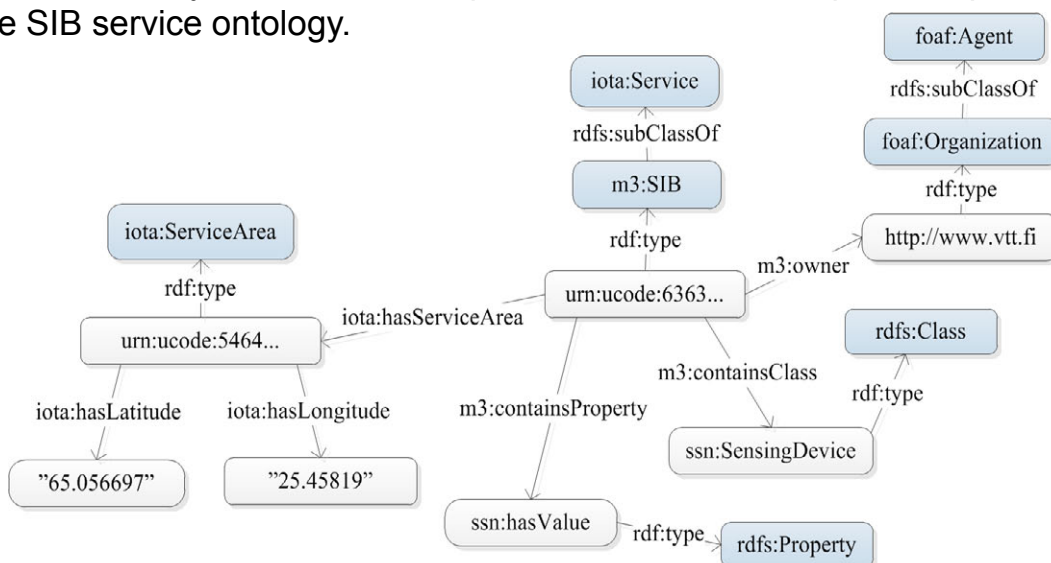 e SIB service ontology.
foaf:Agent
iota:Service
rdfs:subClassOf
rdfs:subClassOf
foaf:Organization
m3:SIB
rdf:type
iota:ServiceArea
rdf:type
http://www.vtt.fi
m3:owner
rdf:type
urn:ucode:6363...
iota:hasServiceArea
urn:ucode:5464...
rdfs:Class
m3:containsClass
rdf:type
iota:hasLatitude
iota:hasLongitude
m3:containsProperty
ssn:SensingDevice
”65.056697”
”25.45819”
ssn:hasValue
rdf:type
rdfs:Property